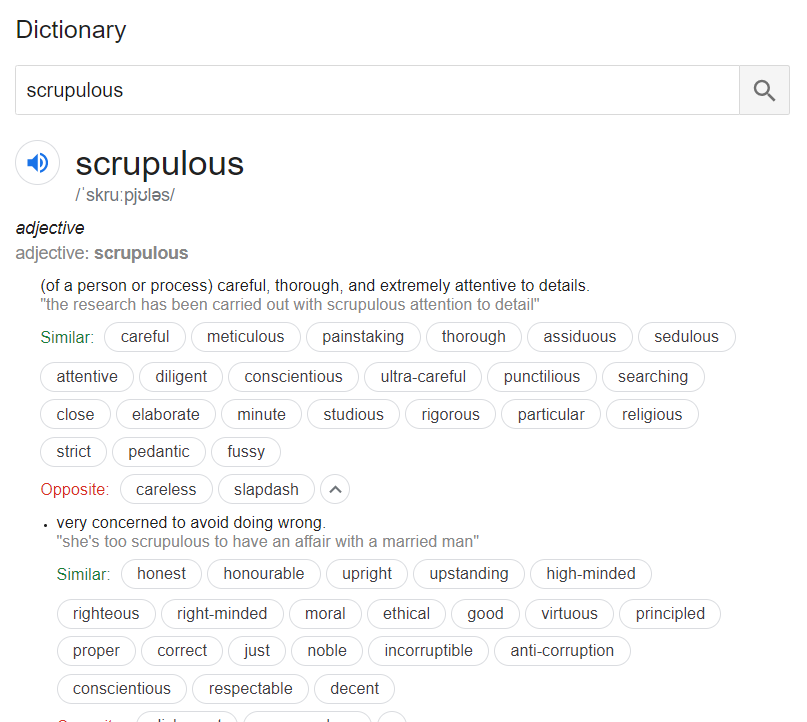 Dictionary
scrupulous
scrupulous
/ˈskruːpjʊləs/
adjective
adjective: scrupulous
(of a person or process) careful, thorough, and extremely attentive to details.
"the research has been carried out with scrupulous attention to detail"
Similar: careful meticulous painstaking thorough assiduous sedulous
attentive diligent conscientious ultra-careful punctilious searching
close elaborate minute studious rigorous particular religious
strict pedantic fussy
Opposite: careless slapdash
• very concerned to avoid doing wrong.
"she's too scrupulous to have an affair with a married man"
Similar: honest honourable upright upstanding high-minded
righteous right-minded moral ethical good virtuous principled
proper correct just noble incorruptible anti-corruption
conscientious respectable decent